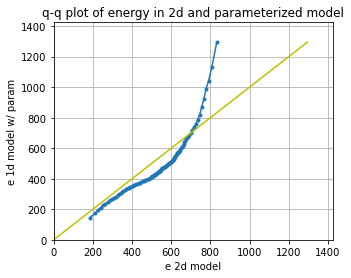 q-q plot of energy in 2d and parameterized model
1400
1200
1000
800
600
400
200
0
e 1d model w/ param
0 200 400 600 800 1000 1200 1400
e 2d model